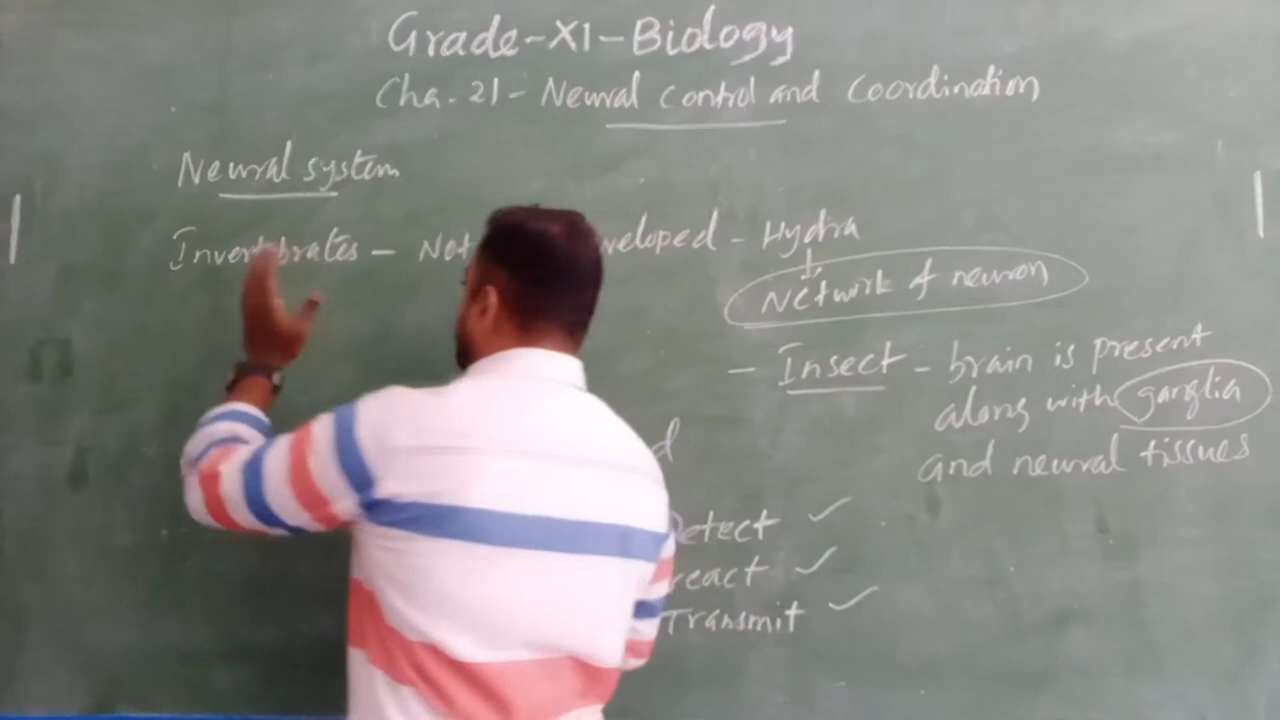 Grade-XI-Biology
Cha. 21 - Neural control and coordination
Neural system
Invertebrates - Not veloped - Hydra
Network of neuron
- Insect - brain is present
along with ganglia
and neural tissues
d
Detect ✓
react ✓
Transmit ✓